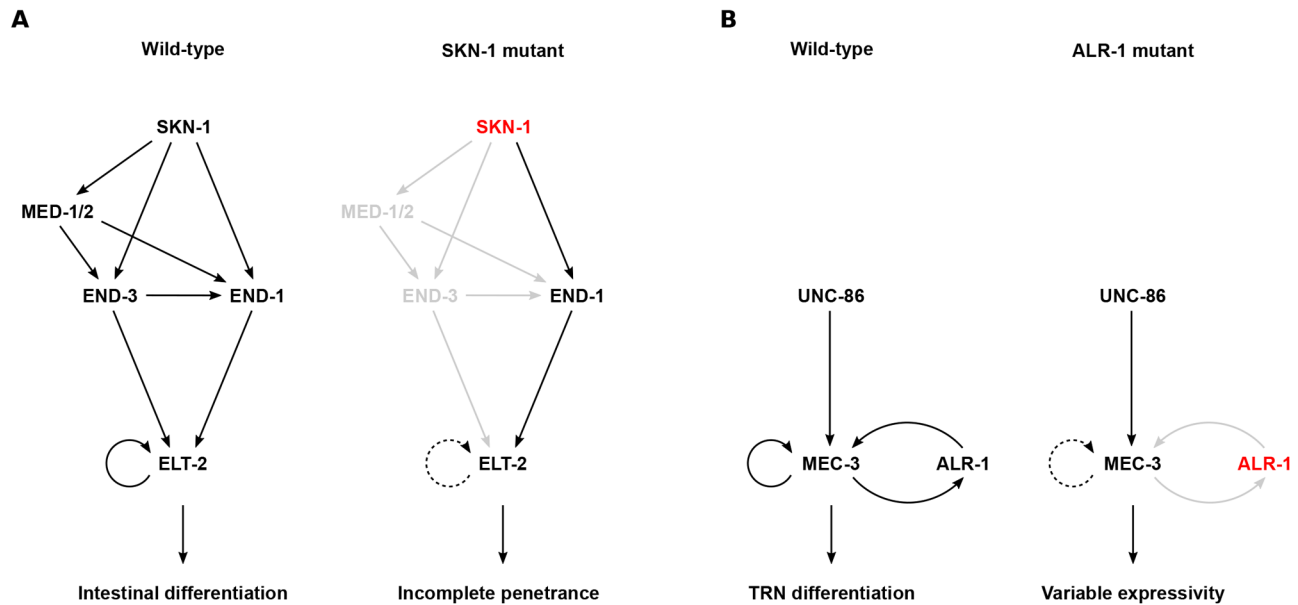 A
Wild-type
SKN-1 mutant
SKN-1
SKN-1
MED-1/2
MED-1/2
END-3
END-1
END-3
END-1
ELT-2
ELT-2
Intestinal differentiation
Incomplete penetrance
B
Wild-type
ALR-1 mutant
UNC-86
UNC-86
MEC-3
ALR-1
MEC-3
ALR-1
TRN differentiation
Variable expressivity